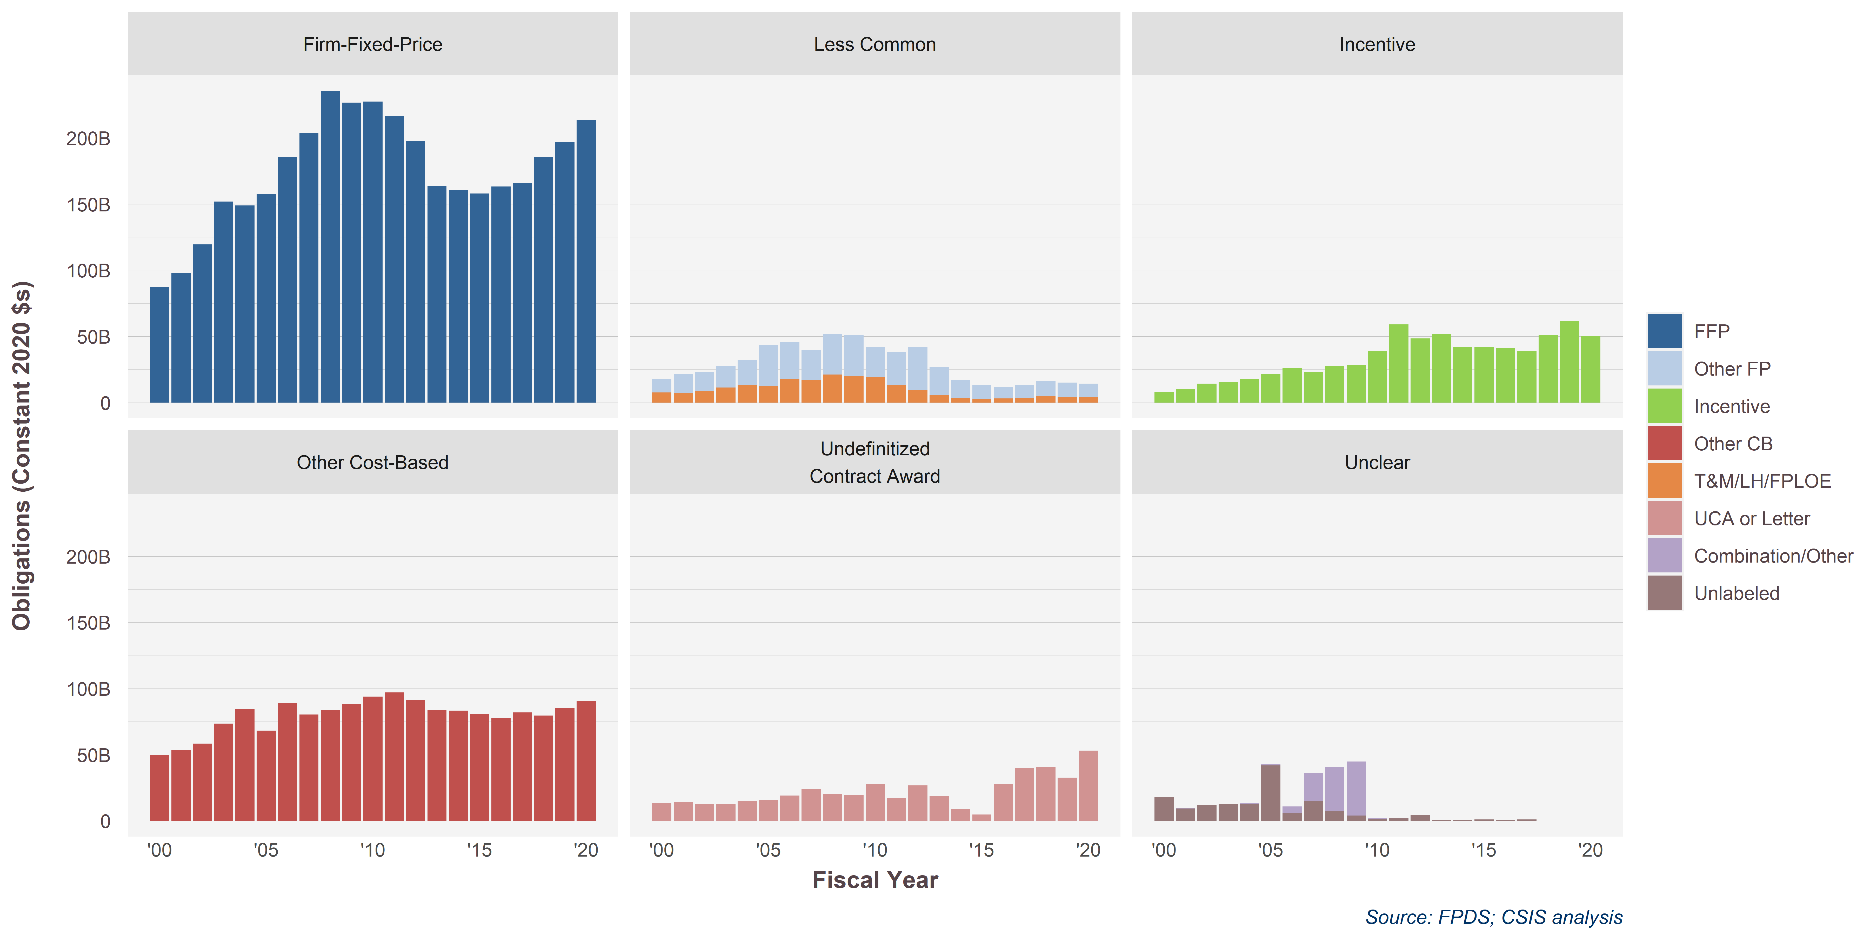 Firm-Fixed-Price
Less Common
Incentive
200B
150B
100B
50B
0
Other Cost-Based
Undefinitized
Contract Award
Unclear
200B
150B
100B
50B
0
'00
'05
'10
'15
'20
'00
'05
'10
'15
'20
'00
'05
'10
'15
'20
Obligations (Constant 2020 $s)
Fiscal Year
FFP
Other FP
Incentive
Other CB
T&M/LH/FPLOE
UCA or Letter
Combination/Other
Unlabeled
Source: FPDS; CSIS analysis